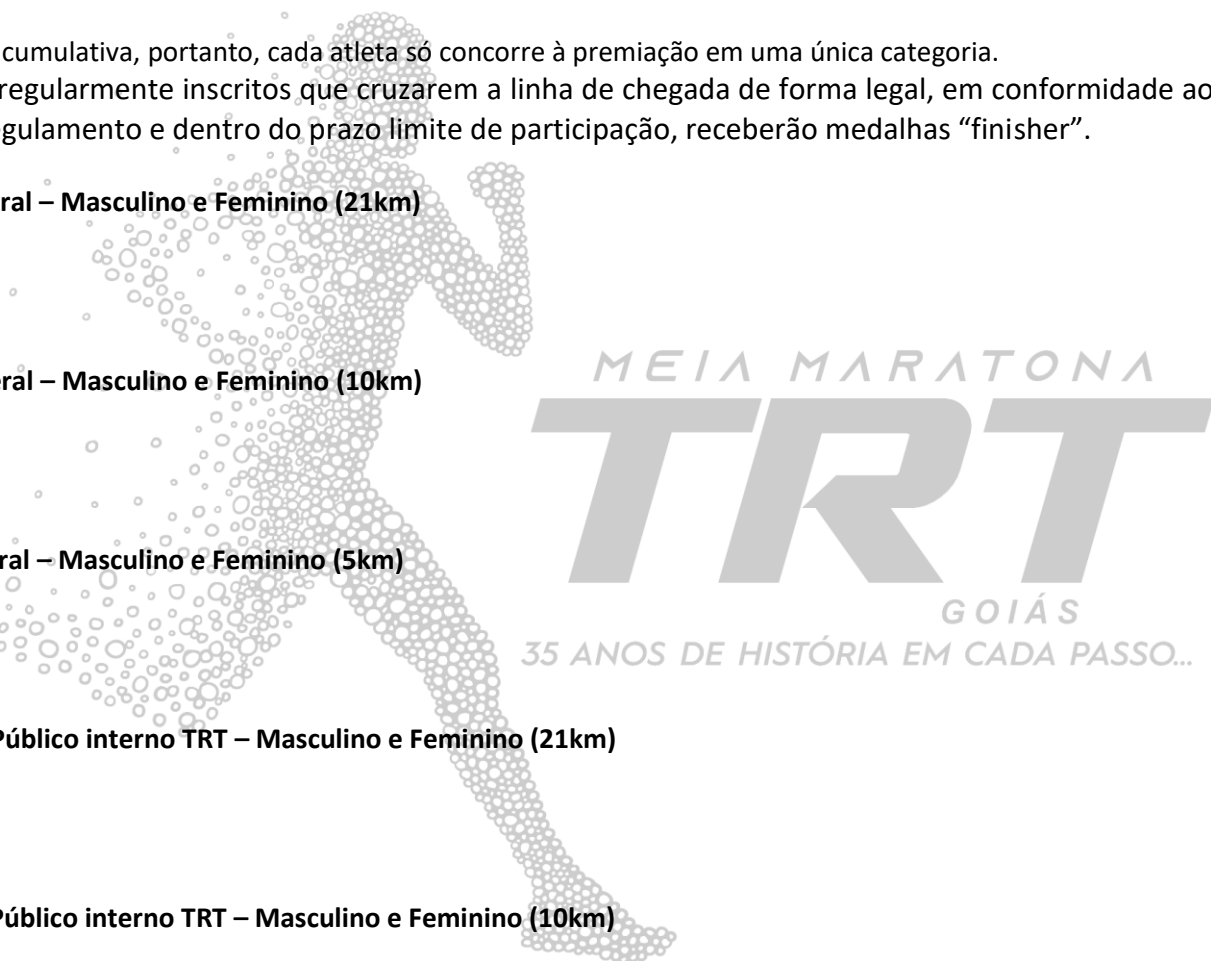 cumulativa, portanto, cada atleta só concorre à premiação em uma única categoria.
regularmente inscritos que cruzarem a linha de chegada de forma legal, em conformidade ao
egulamento e dentro do prazo limite de participação, receberão medalhas “finisher”.
ral – Masculino e Feminino (21km)
eral – Masculino e Feminino (10km)
ral – Masculino e Feminino (5km)
Público interno TRT – Masculino e Feminino (21km)
Público interno TRT – Masculino e Feminino (10km)
MEIA MARATONA
TRT
GOIÁS
35 ANOS DE HISTÓRIA EM CADA PASSO...